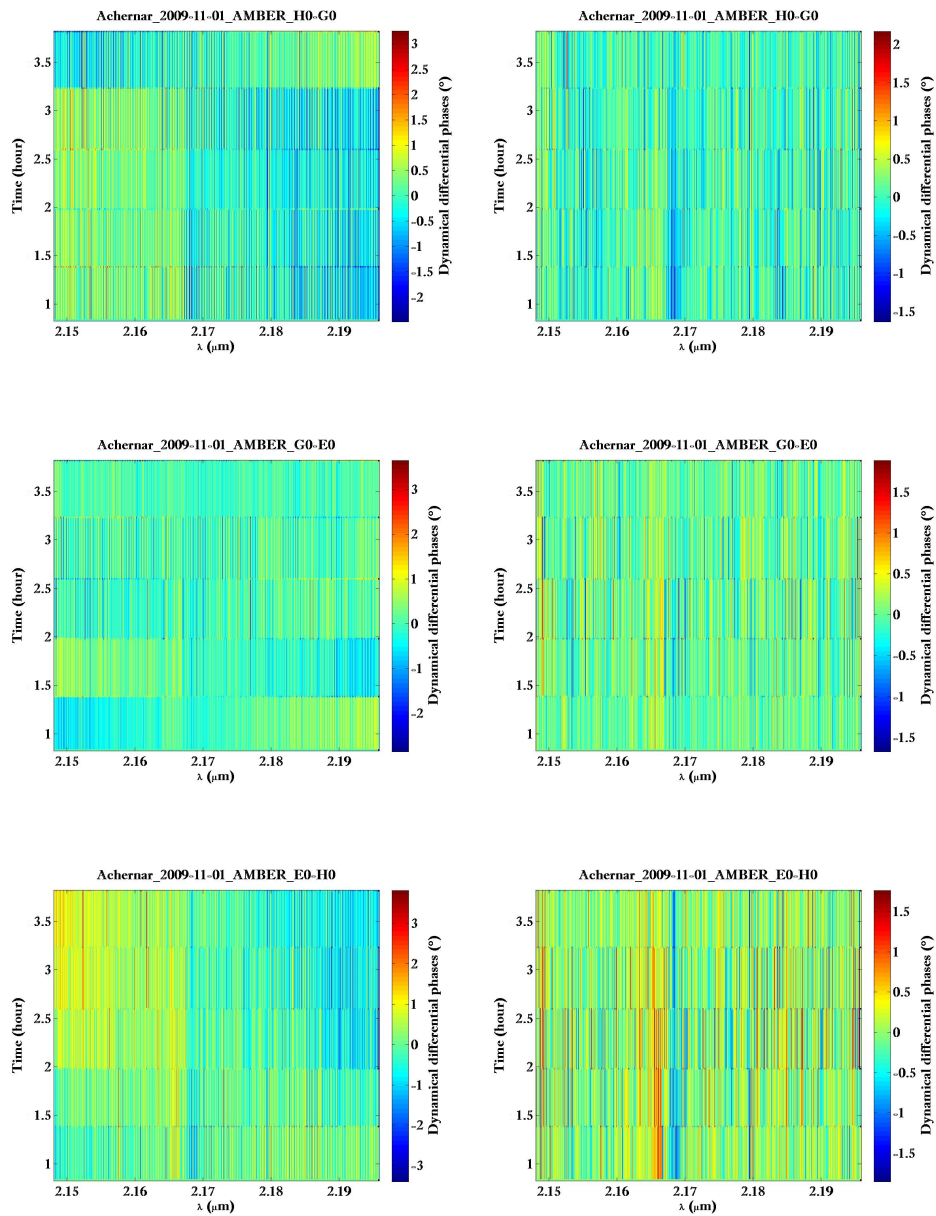 Achernar_2009-11-01_AMBER_H0-G0
3.5
3
2.5
2
1.5
1
Time (hour)
2.15 2.16 2.17 2.18 2.19
λ (μm)
3
2.5
2
1.5
1
0.5
0
-0.5
-1
-1.5
-2
Dynamical differential phases (°)
Achernar_2009-11-01_AMBER_H0-G0
3.5
3
2.5
2
1.5
1
Time (hour)
2.15 2.16 2.17 2.18 2.19
λ (μm)
2
1.5
1
0.5
0
-0.5
-1
-1.5
Dynamical differential phases (°)
Achernar_2009-11-01_AMBER_G0-E0
3.5
3
2.5
2
1.5
1
Time (hour)
2.15 2.16 2.17 2.18 2.19
λ (μm)
3
2
1
0
-1
-2
Dynamical differential phases (°)
Achernar_2009-11-01_AMBER_G0-E0
3.5
3
2.5
2
1.5
1
Time (hour)
2.15 2.16 2.17 2.18 2.19
λ (μm)
1.5
1
0.5
0
-0.5
-1
-1.5
Dynamical differential phases (°)
Achernar_2009-11-01_AMBER_E0-H0
3.5
3
2.5
2
1.5
1
Time (hour)
2.15 2.16 2.17 2.18 2.19
λ (μm)
3
2
1
0
-1
-2
-3
Dynamical differential phases (°)
Achernar_2009-11-01_AMBER_E0-H0
3.5
3
2.5
2
1.5
1
Time (hour)
2.15 2.16 2.17 2.18 2.19
λ (μm)
1.5
1
0.5
0
-0.5
-1
-1.5
Dynamical differential phases (°)